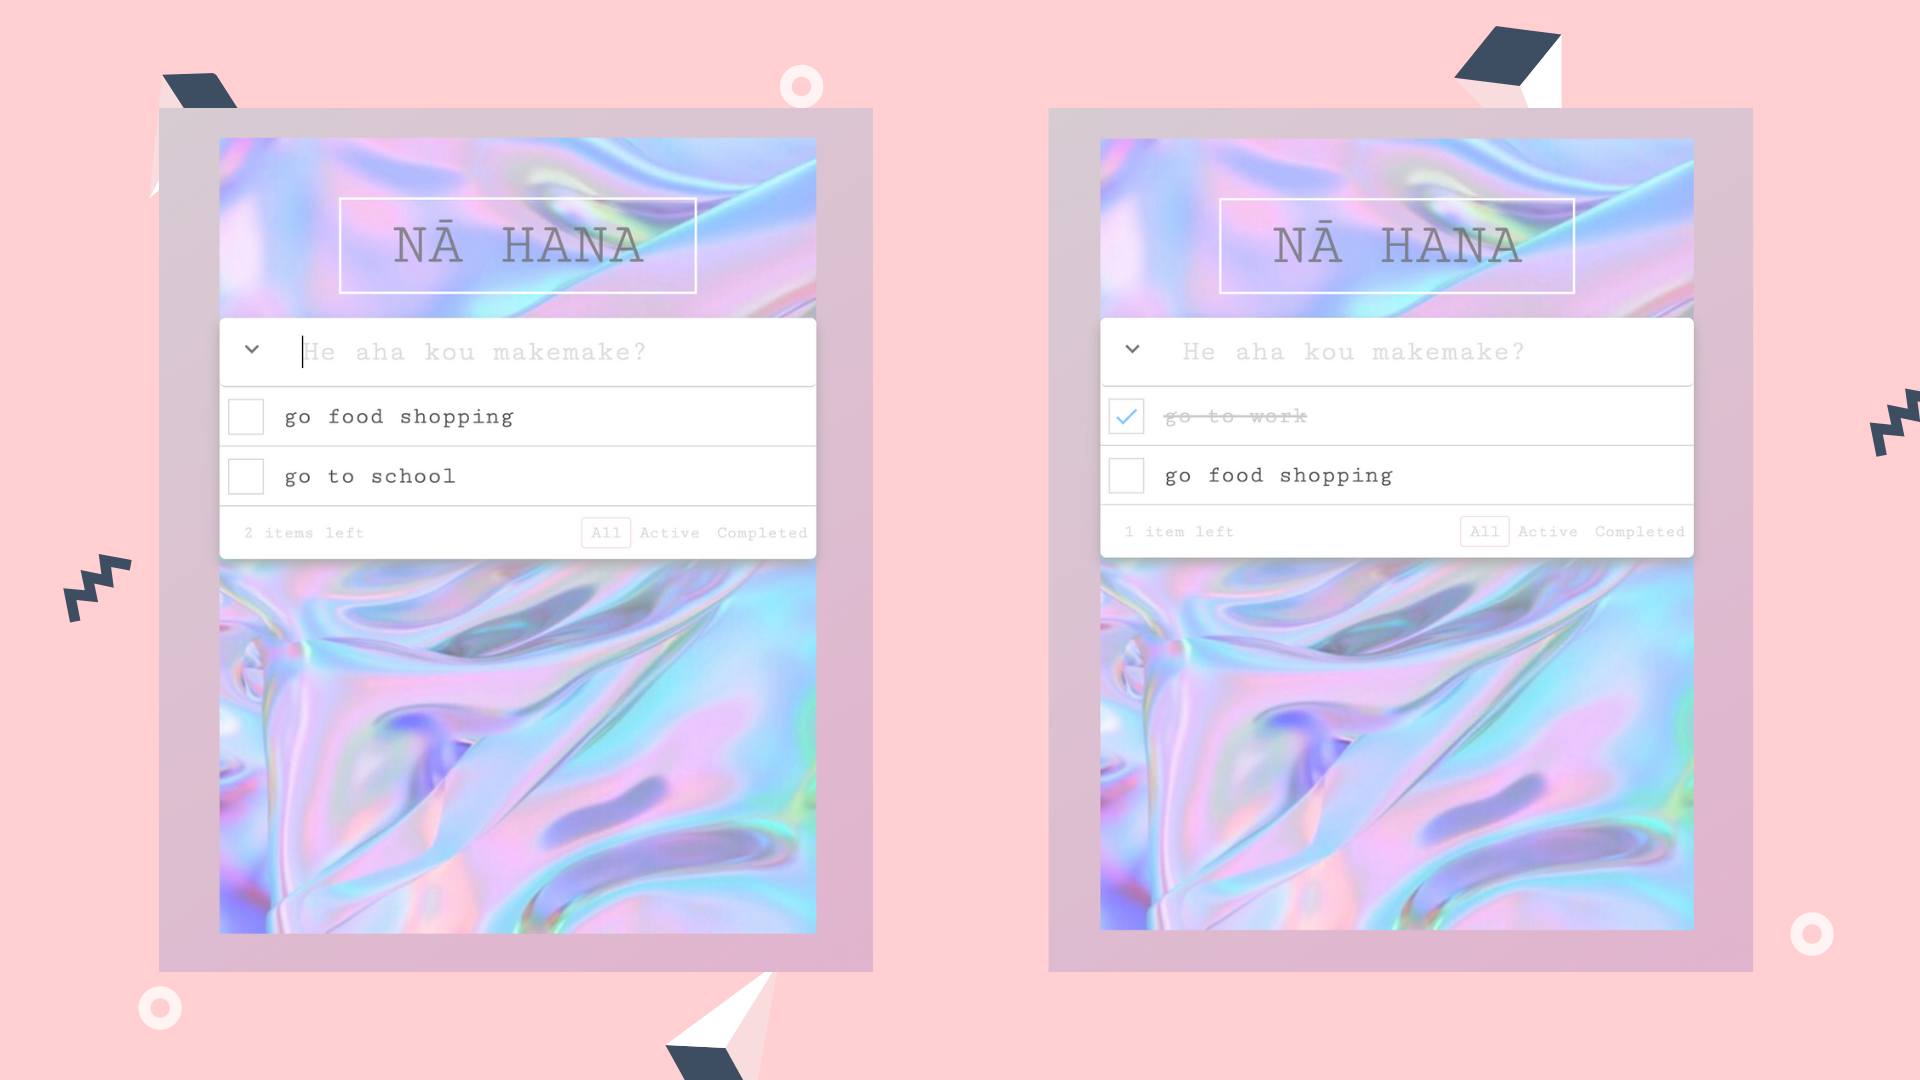 NĀ HANA
He aha kou makemake?
go food shopping
go to school
2 items left All Active Completed
NĀ HANA
He aha kou makemake?
go to work
go food shopping
1 item left All Active Completed